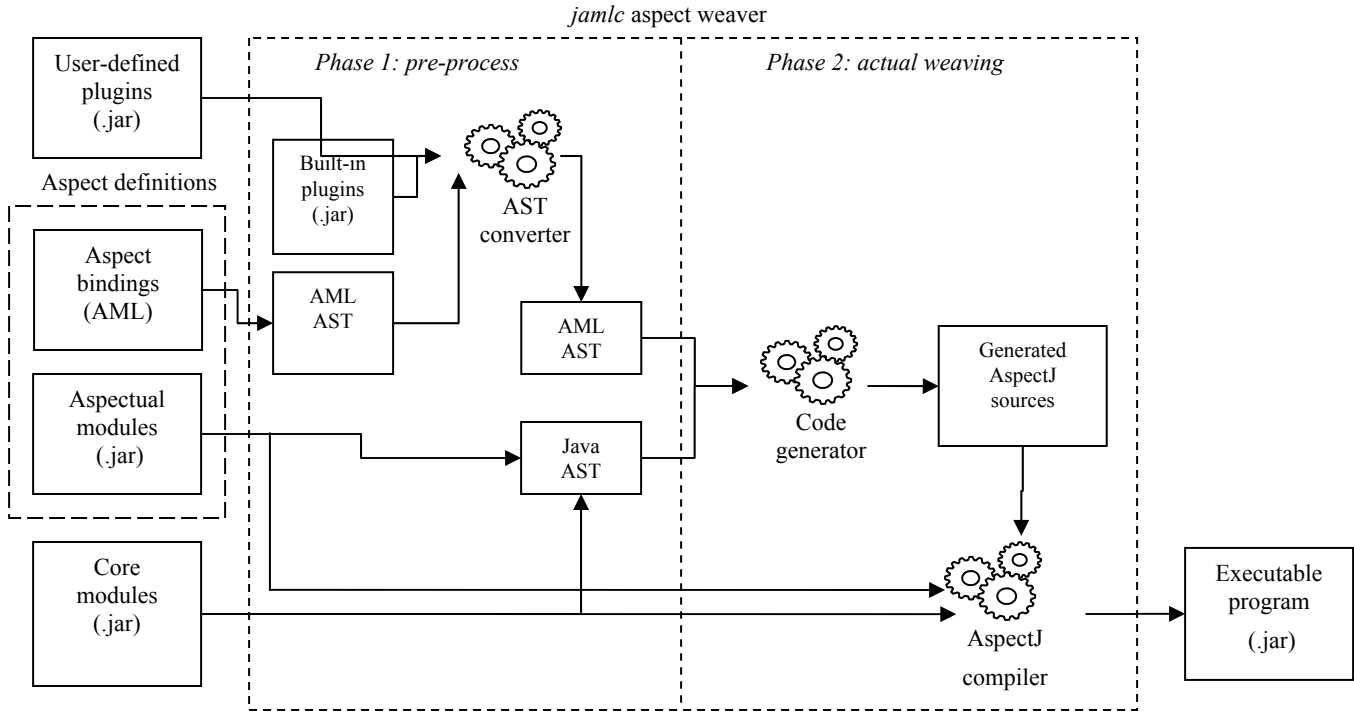 jamlc aspect weaver
User-defined
plugins
(.jar)
Phase 1: pre-process
Phase 2: actual weaving
Built-in
plugins
(.jar)
AST
converter
Aspect definitions
Aspect
bindings
(AML)
AML
AST
AML
AST
Code
generator
Generated
AspectJ
sources
Aspectual
modules
(.jar)
Java
AST
Core
modules
(.jar)
AspectJ
compiler
Executable
program
(.jar)